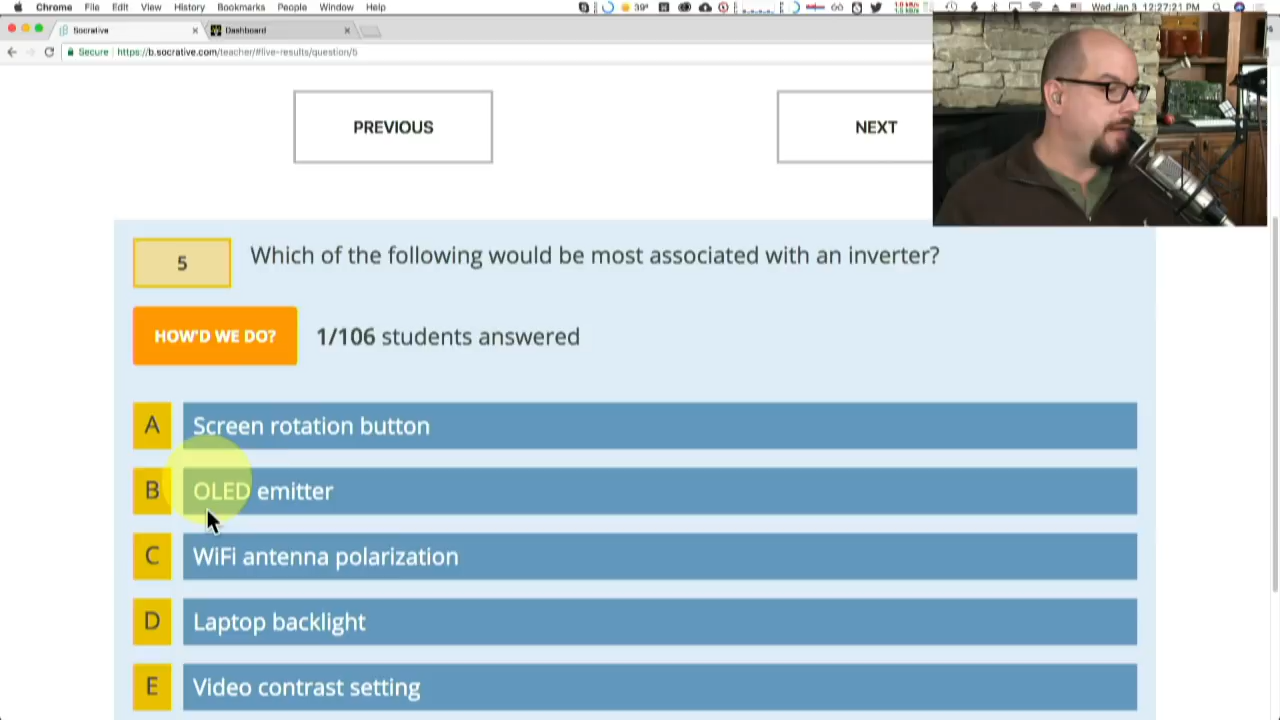 Chrome File Edit View History Bookmarks People Window Help 39° Wed Jan 3 12:27:21 PM
Socrative Dashboard
Secure https://b.socrative.com/teacher/#live-results/question/5
PREVIOUS
NEXT
5
Which of the following would be most associated with an inverter?
HOW'D WE DO?
1/106 students answered
A Screen rotation button
B OLED emitter
C WiFi antenna polarization
D Laptop backlight
E Video contrast setting